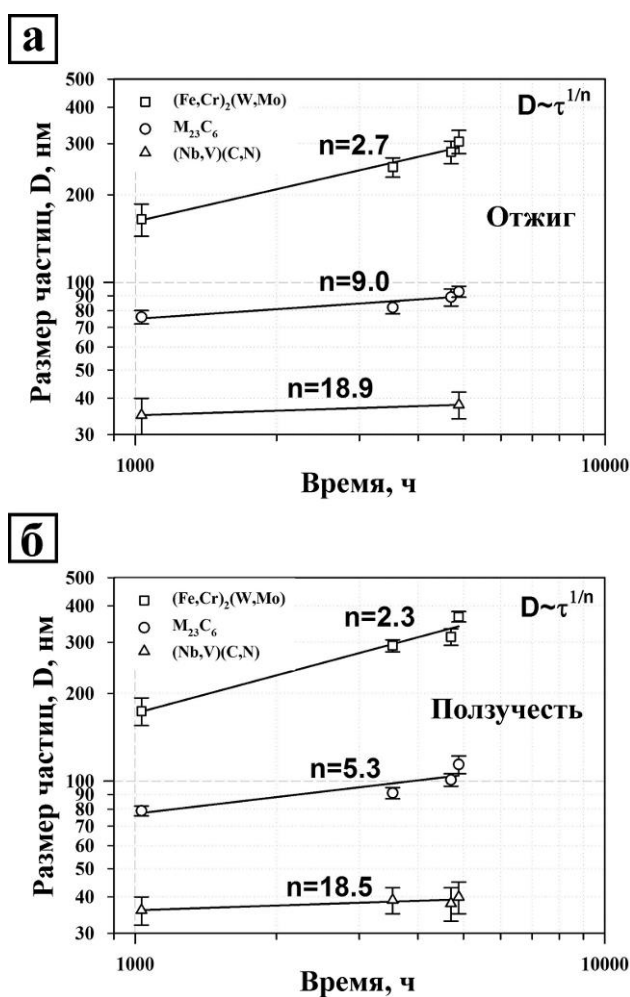 а
500
400
300
200
100
90
80
70
60
50
40
30
Размер частиц, D, нм
(Fe,Cr)₂(W,Mo)
M₂₃C₆
(Nb,V)(C,N)
D~τ^1/n
n=2.7
Отжиг
n=9.0
n=18.9
1000
10000
Время, ч
б
500
400
300
200
100
90
80
70
60
50
40
30
Размер частиц, D, нм
(Fe,Cr)₂(W,Mo)
M₂₃C₆
(Nb,V)(C,N)
D~τ^1/n
n=2.3
Ползучесть
n=5.3
n=18.5
1000
10000
Время, ч